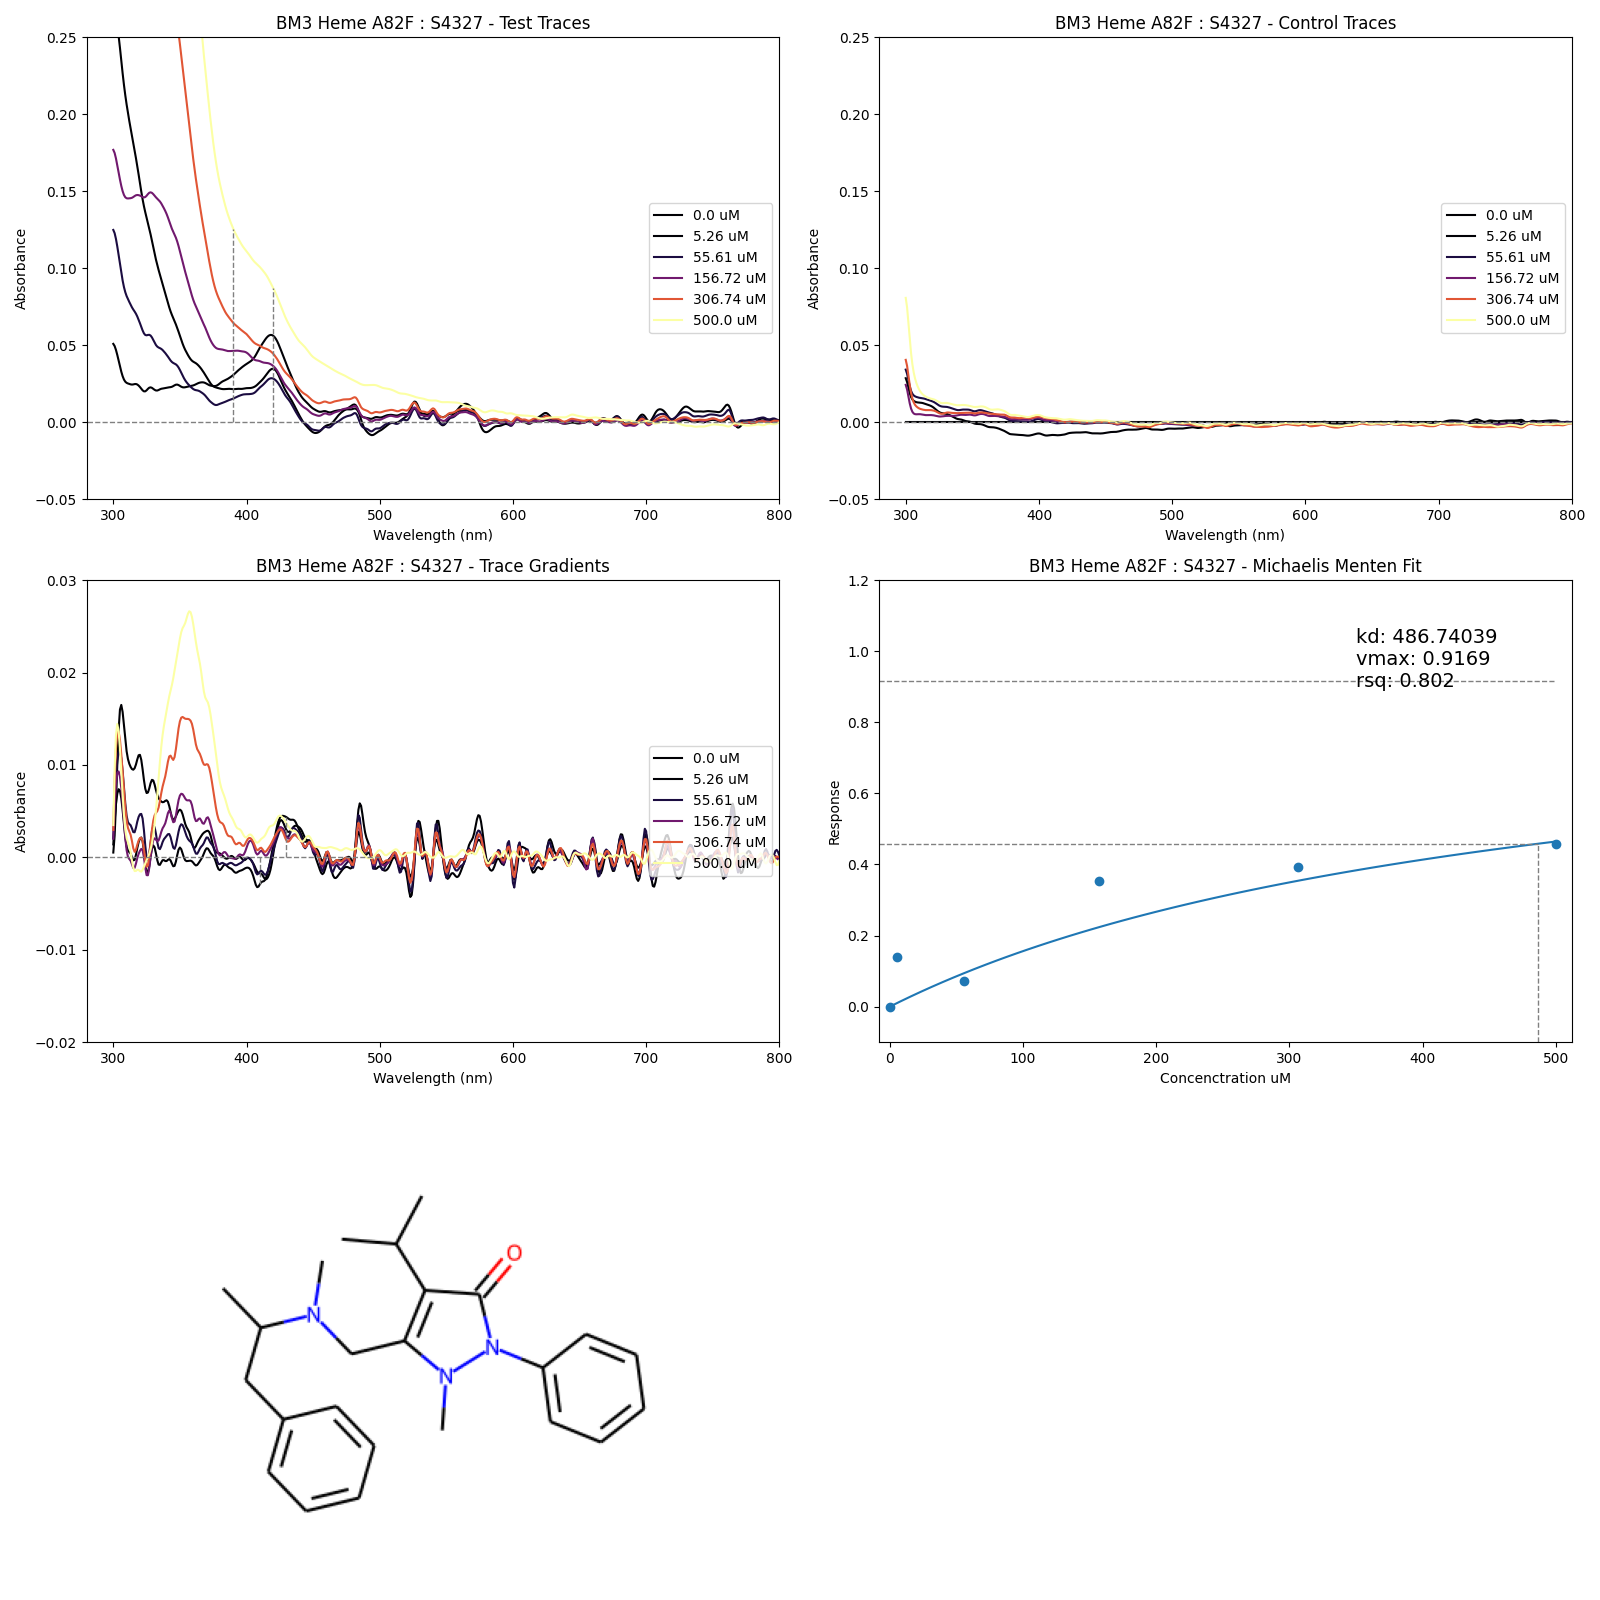 BM3 Heme A82F : S4327 - Test Traces
0.25
0.20
0.15
0.10
0.05
0.00
−0.05
Absorbance
300 400 500 600 700 800
Wavelength (nm)
0.0 uM
5.26 uM
55.61 uM
156.72 uM
306.74 uM
500.0 uM
BM3 Heme A82F : S4327 - Control Traces
0.25
0.20
0.15
0.10
0.05
0.00
−0.05
Absorbance
300 400 500 600 700 800
Wavelength (nm)
0.0 uM
5.26 uM
55.61 uM
156.72 uM
306.74 uM
500.0 uM
BM3 Heme A82F : S4327 - Trace Gradients
0.03
0.02
0.01
0.00
−0.01
−0.02
Absorbance
300 400 500 600 700 800
Wavelength (nm)
0.0 uM
5.26 uM
55.61 uM
156.72 uM
306.74 uM
500.0 uM
BM3 Heme A82F : S4327 - Michaelis Menten Fit
1.2
1.0
0.8
0.6
0.4
0.2
0.0
Response
kd: 486.74039
vmax: 0.9169
rsq: 0.802
0 100 200 300 400 500
Concenctration uM
O
N
N
N